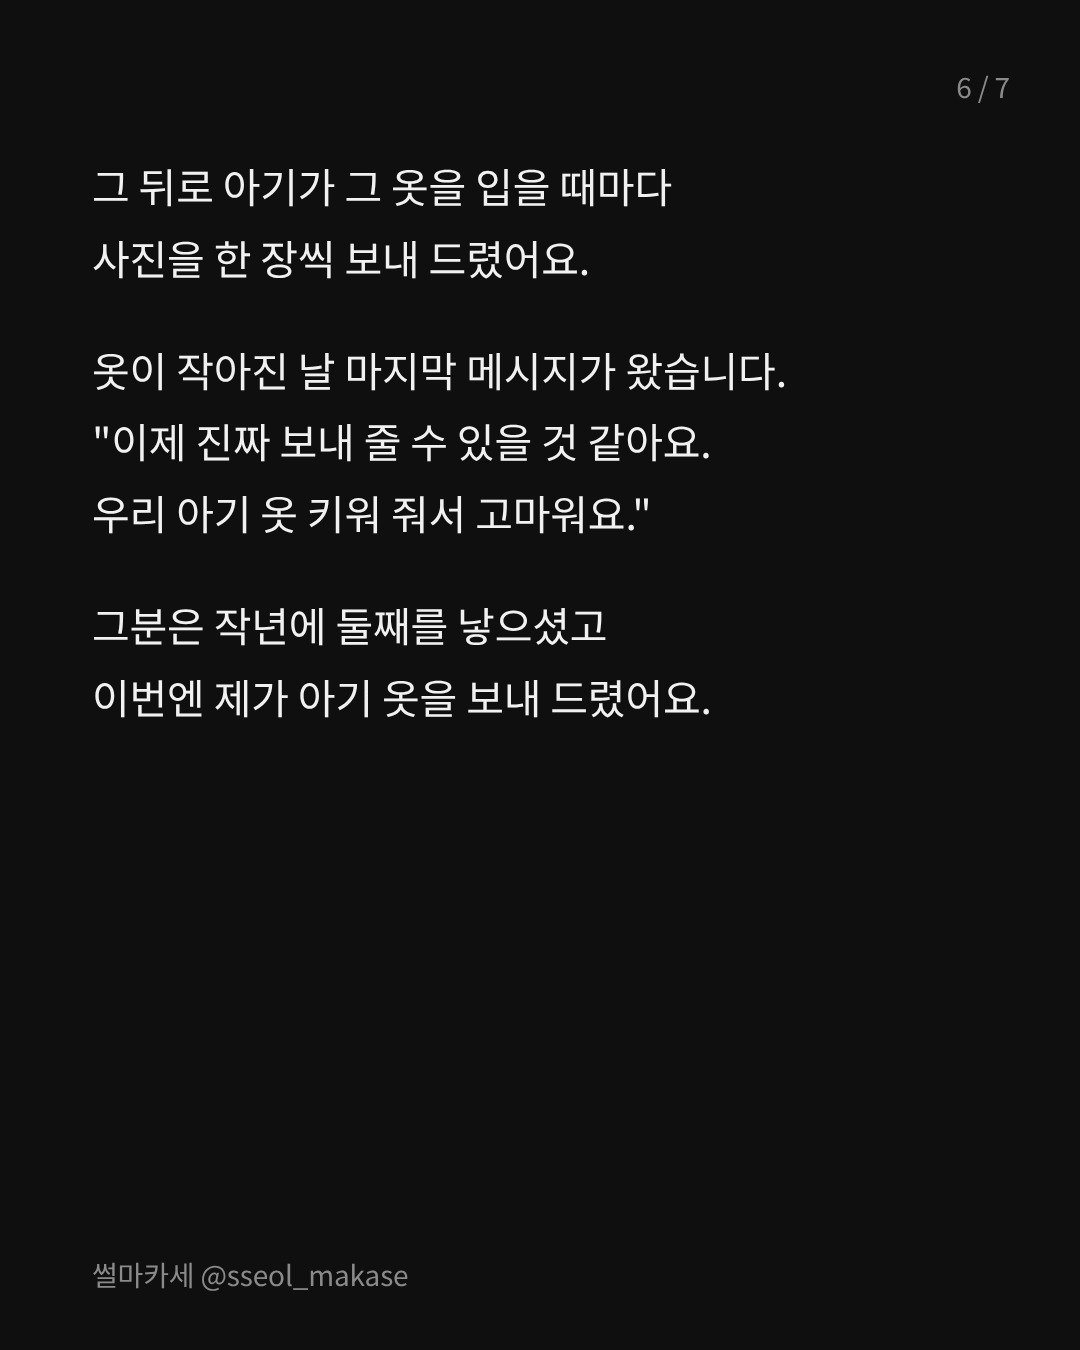 6 / 7
그 뒤로 아기가 그 옷을 입을 때마다
사진을 한 장씩 보내 드렸어요.
옷이 작아진 날 마지막 메시지가 왔습니다.
"이제 진짜 보내 줄 수 있을 것 같아요.
우리 아기 옷 키워 줘서 고마워요."
그분은 작년에 둘째를 낳으셨고
이번엔 제가 아기 옷을 보내 드렸어요.
썰마카세 @sseol_makase